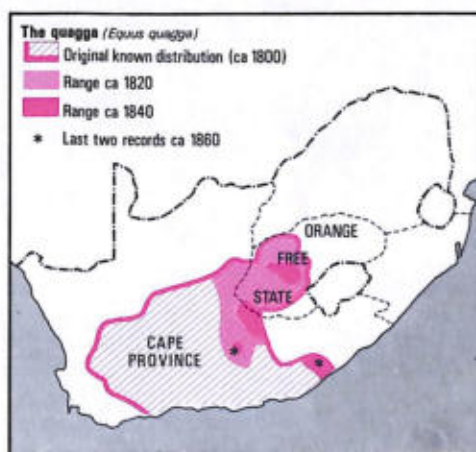 The quagga (Equus quagga)
Original known distribution (ca 1800)
Range ca 1820
Range ca 1840
* Last two records ca 1860
ORANGE
FREE
STATE
CAPE
PROVINCE
*
*